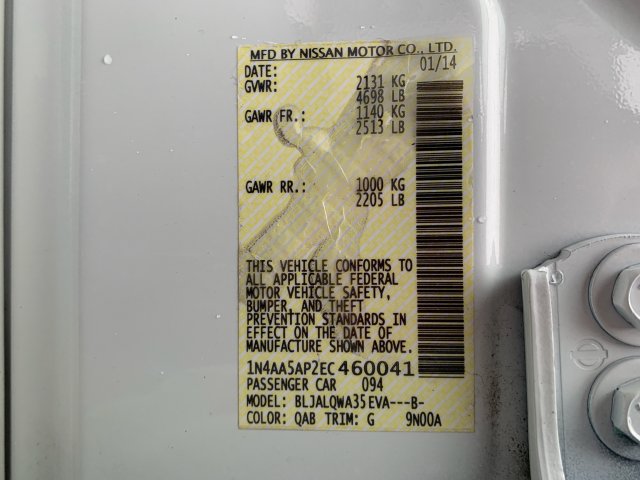 MFD BY NISSAN MOTOR CO., LTD.
DATE: 01/14
GVWR: 2131 KG
4698 LB
GAWR FR.: 1140 KG
2513 LB
GAWR RR.: 1000 KG
2205 LB
THIS VEHICLE CONFORMS TO
ALL APPLICABLE FEDERAL
MOTOR VEHICLE SAFETY,
BUMPER, AND THEFT
PREVENTION STANDARDS IN
EFFECT ON THE DATE OF
MANUFACTURE SHOWN ABOVE.
1N4AA5AP2EC460041
PASSENGER CAR 094
MODEL: BLJALQWA35EVA---B-
COLOR: QAB TRIM: G 9N00A